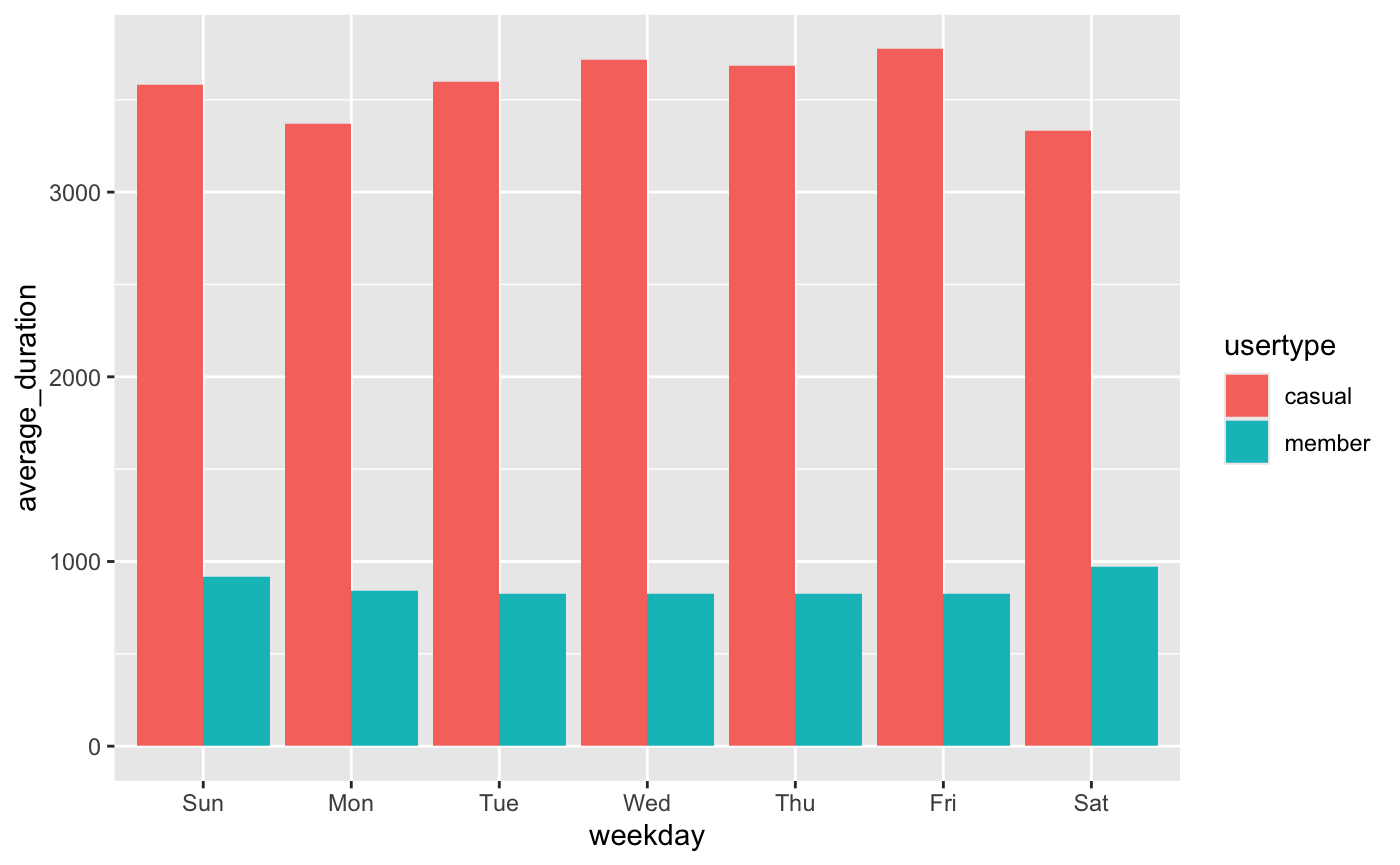 average_duration
3000
2000
1000
0
Sun Mon Tue Wed Thu Fri Sat
weekday
usertype
casual
member